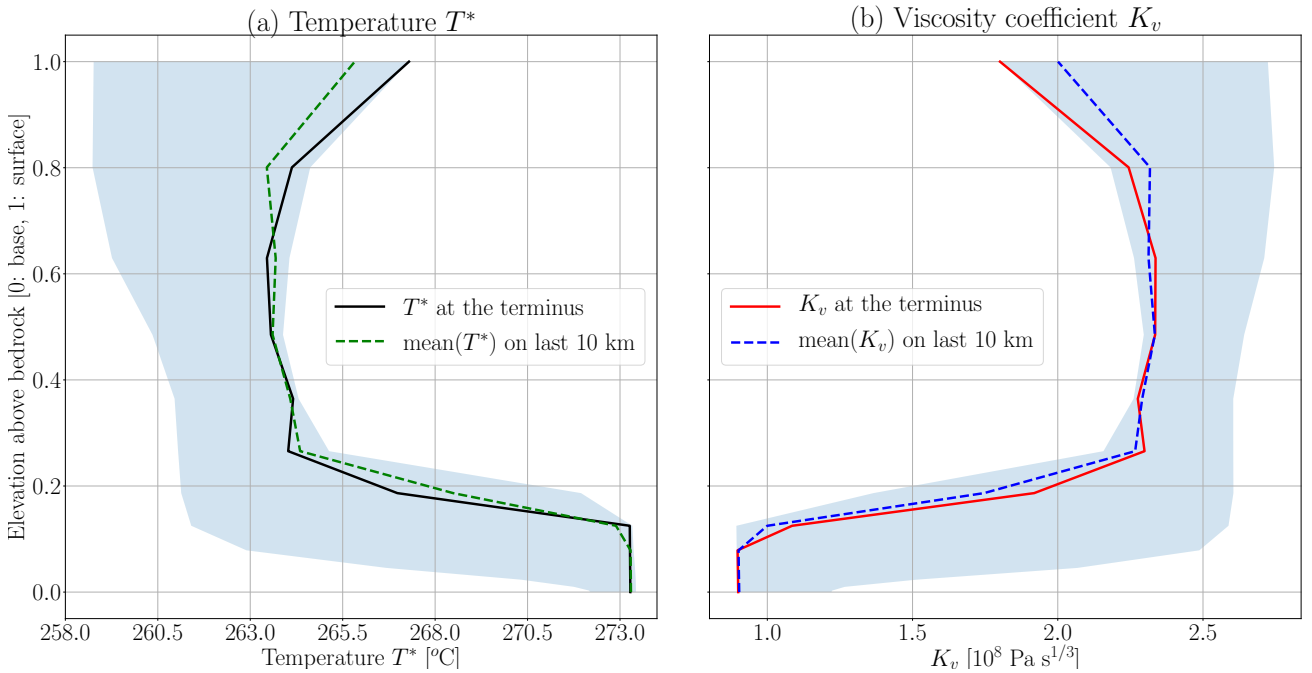 (a) Temperature T*
(b) Viscosity coefficient K_v
Elevation above bedrock [0: base, 1: surface]
1.0
0.8
0.6
0.4
0.2
0.0
T* at the terminus
mean(T*) on last 10 km
K_v at the terminus
mean(K_v) on last 10 km
258.0 260.5 263.0 265.5 268.0 270.5 273.0
1.0 1.5 2.0 2.5
Temperature T* [°C]
K_v [10^8 Pa s^{1/3}]